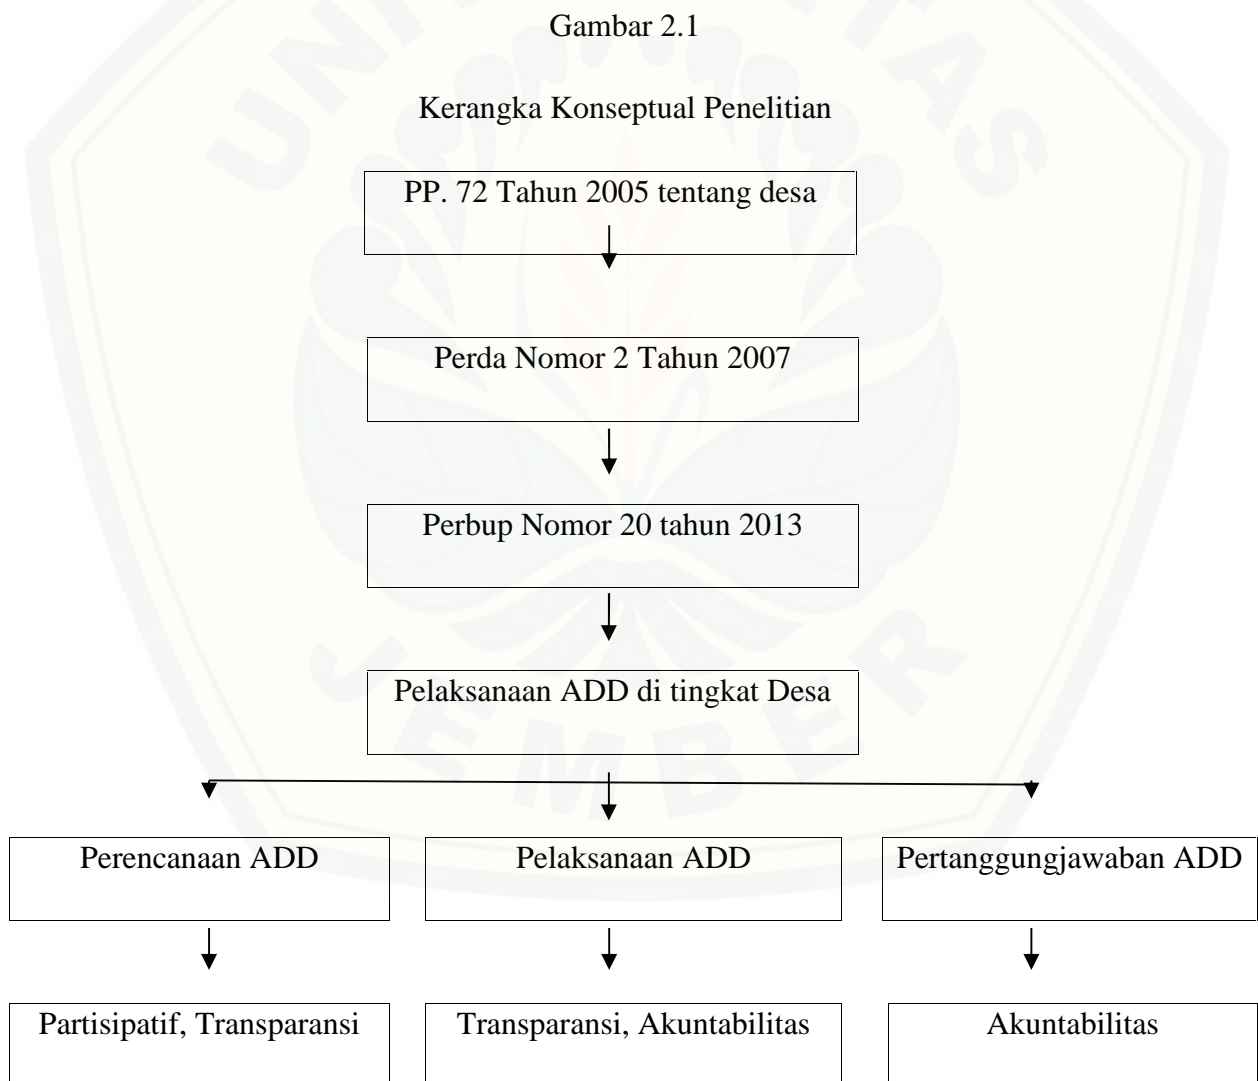 UNIVERSITAS
Gambar 2.1
Kerangka Konseptual Penelitian
PP. 72 Tahun 2005 tentang desa
Perda Nomor 2 Tahun 2007
Perbup Nomor 20 tahun 2013
Pelaksanaan ADD di tingkat Desa
JEMBER
Perencanaan ADD
Pelaksanaan ADD
Pertanggungjawaban ADD
Partisipatif, Transparansi
Transparansi, Akuntabilitas
Akuntabilitas